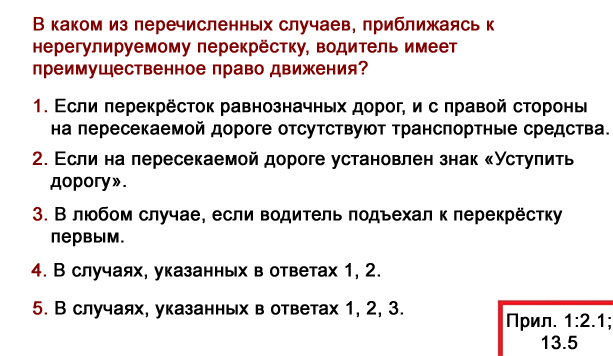 В каком из перечисленных случаев, приближаясь к
нерегулируемому перекрёстку, водитель имеет
преимущественное право движения?
1. Если перекрёсток равнозначных дорог, и с правой стороны
на пересекаемой дороге отсутствуют транспортные средства.
2. Если на пересекаемой дороге установлен знак «Уступить
дорогу».
3. В любом случае, если водитель подъехал к перекрёстку
первым.
4. В случаях, указанных в ответах 1, 2.
5. В случаях, указанных в ответах 1, 2, 3.
Прил. 1:2.1;
13.5